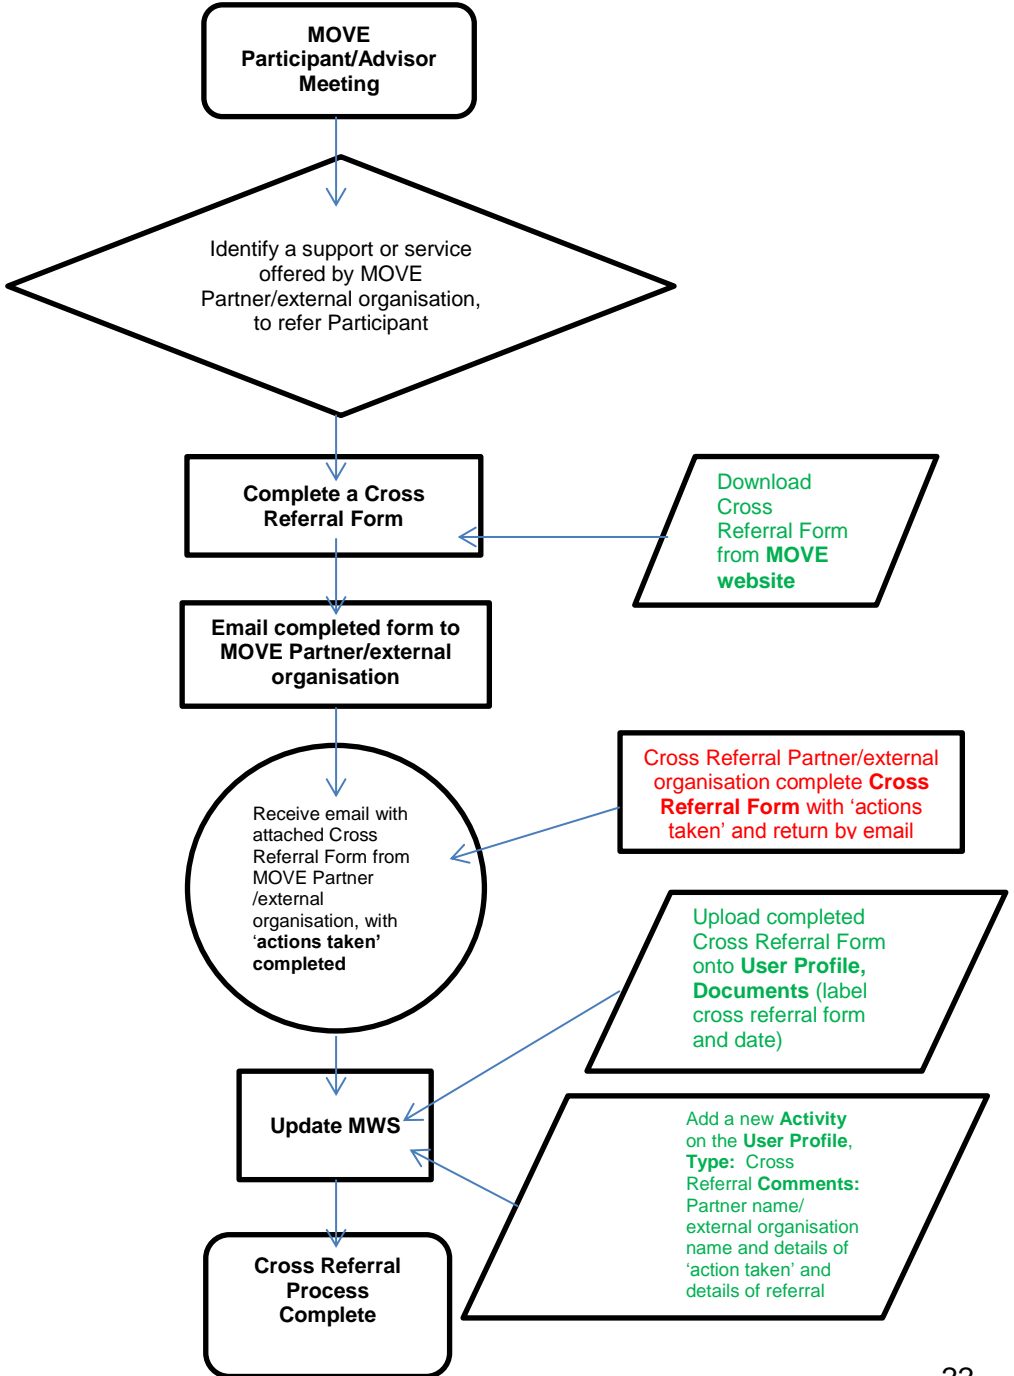 MOVE
Participant/Advisor
Meeting
Identify a support or service
offered by MOVE
Partner/external organisation,
to refer Participant
Complete a Cross
Referral Form
Download
Cross
Referral Form
from MOVE
website
Email completed form to
MOVE Partner/external
organisation
Cross Referral Partner/external
organisation complete Cross
Referral Form with ‘actions
taken’ and return by email
Receive email with
attached Cross
Referral Form from
MOVE Partner
/external
organisation, with
‘actions taken’
completed
Upload completed
Cross Referral Form
onto User Profile,
Documents (label
cross referral form
and date)
Update MWS
Add a new Activity
on the User Profile,
Type: Cross
Referral Comments:
Partner name/
external organisation
name and details of
‘action taken’ and
details of referral
Cross Referral
Process
Complete